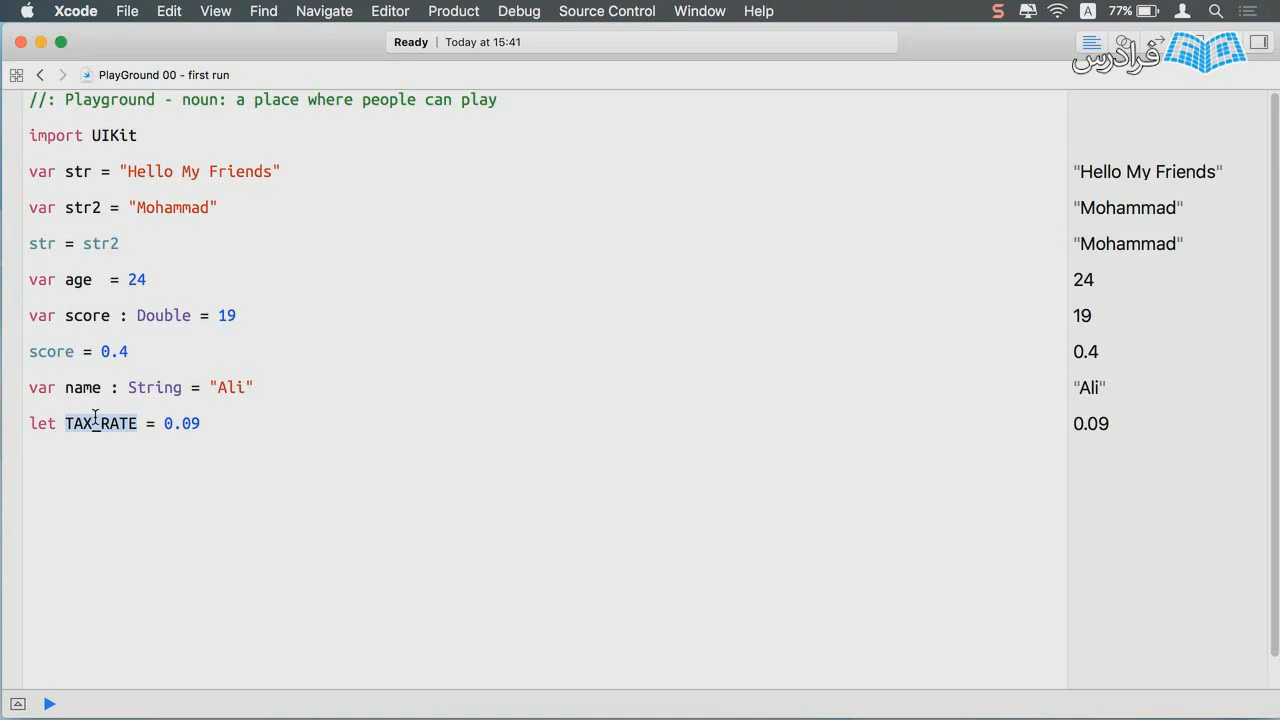 Xcode File Edit View Find Navigate Editor Product Debug Source Control Window Help S A 77%
Ready | Today at 15:41
فرادرس
PlayGround 00 - first run
//: Playground - noun: a place where people can play
import UIKit
var str = "Hello My Friends" "Hello My Friends"
var str2 = "Mohammad" "Mohammad"
str = str2 "Mohammad"
var age  = 24 24
var score : Double = 19 19
score = 0.4 0.4
var name : String = "Ali" "Ali"
let TAX_RATE = 0.09 0.09